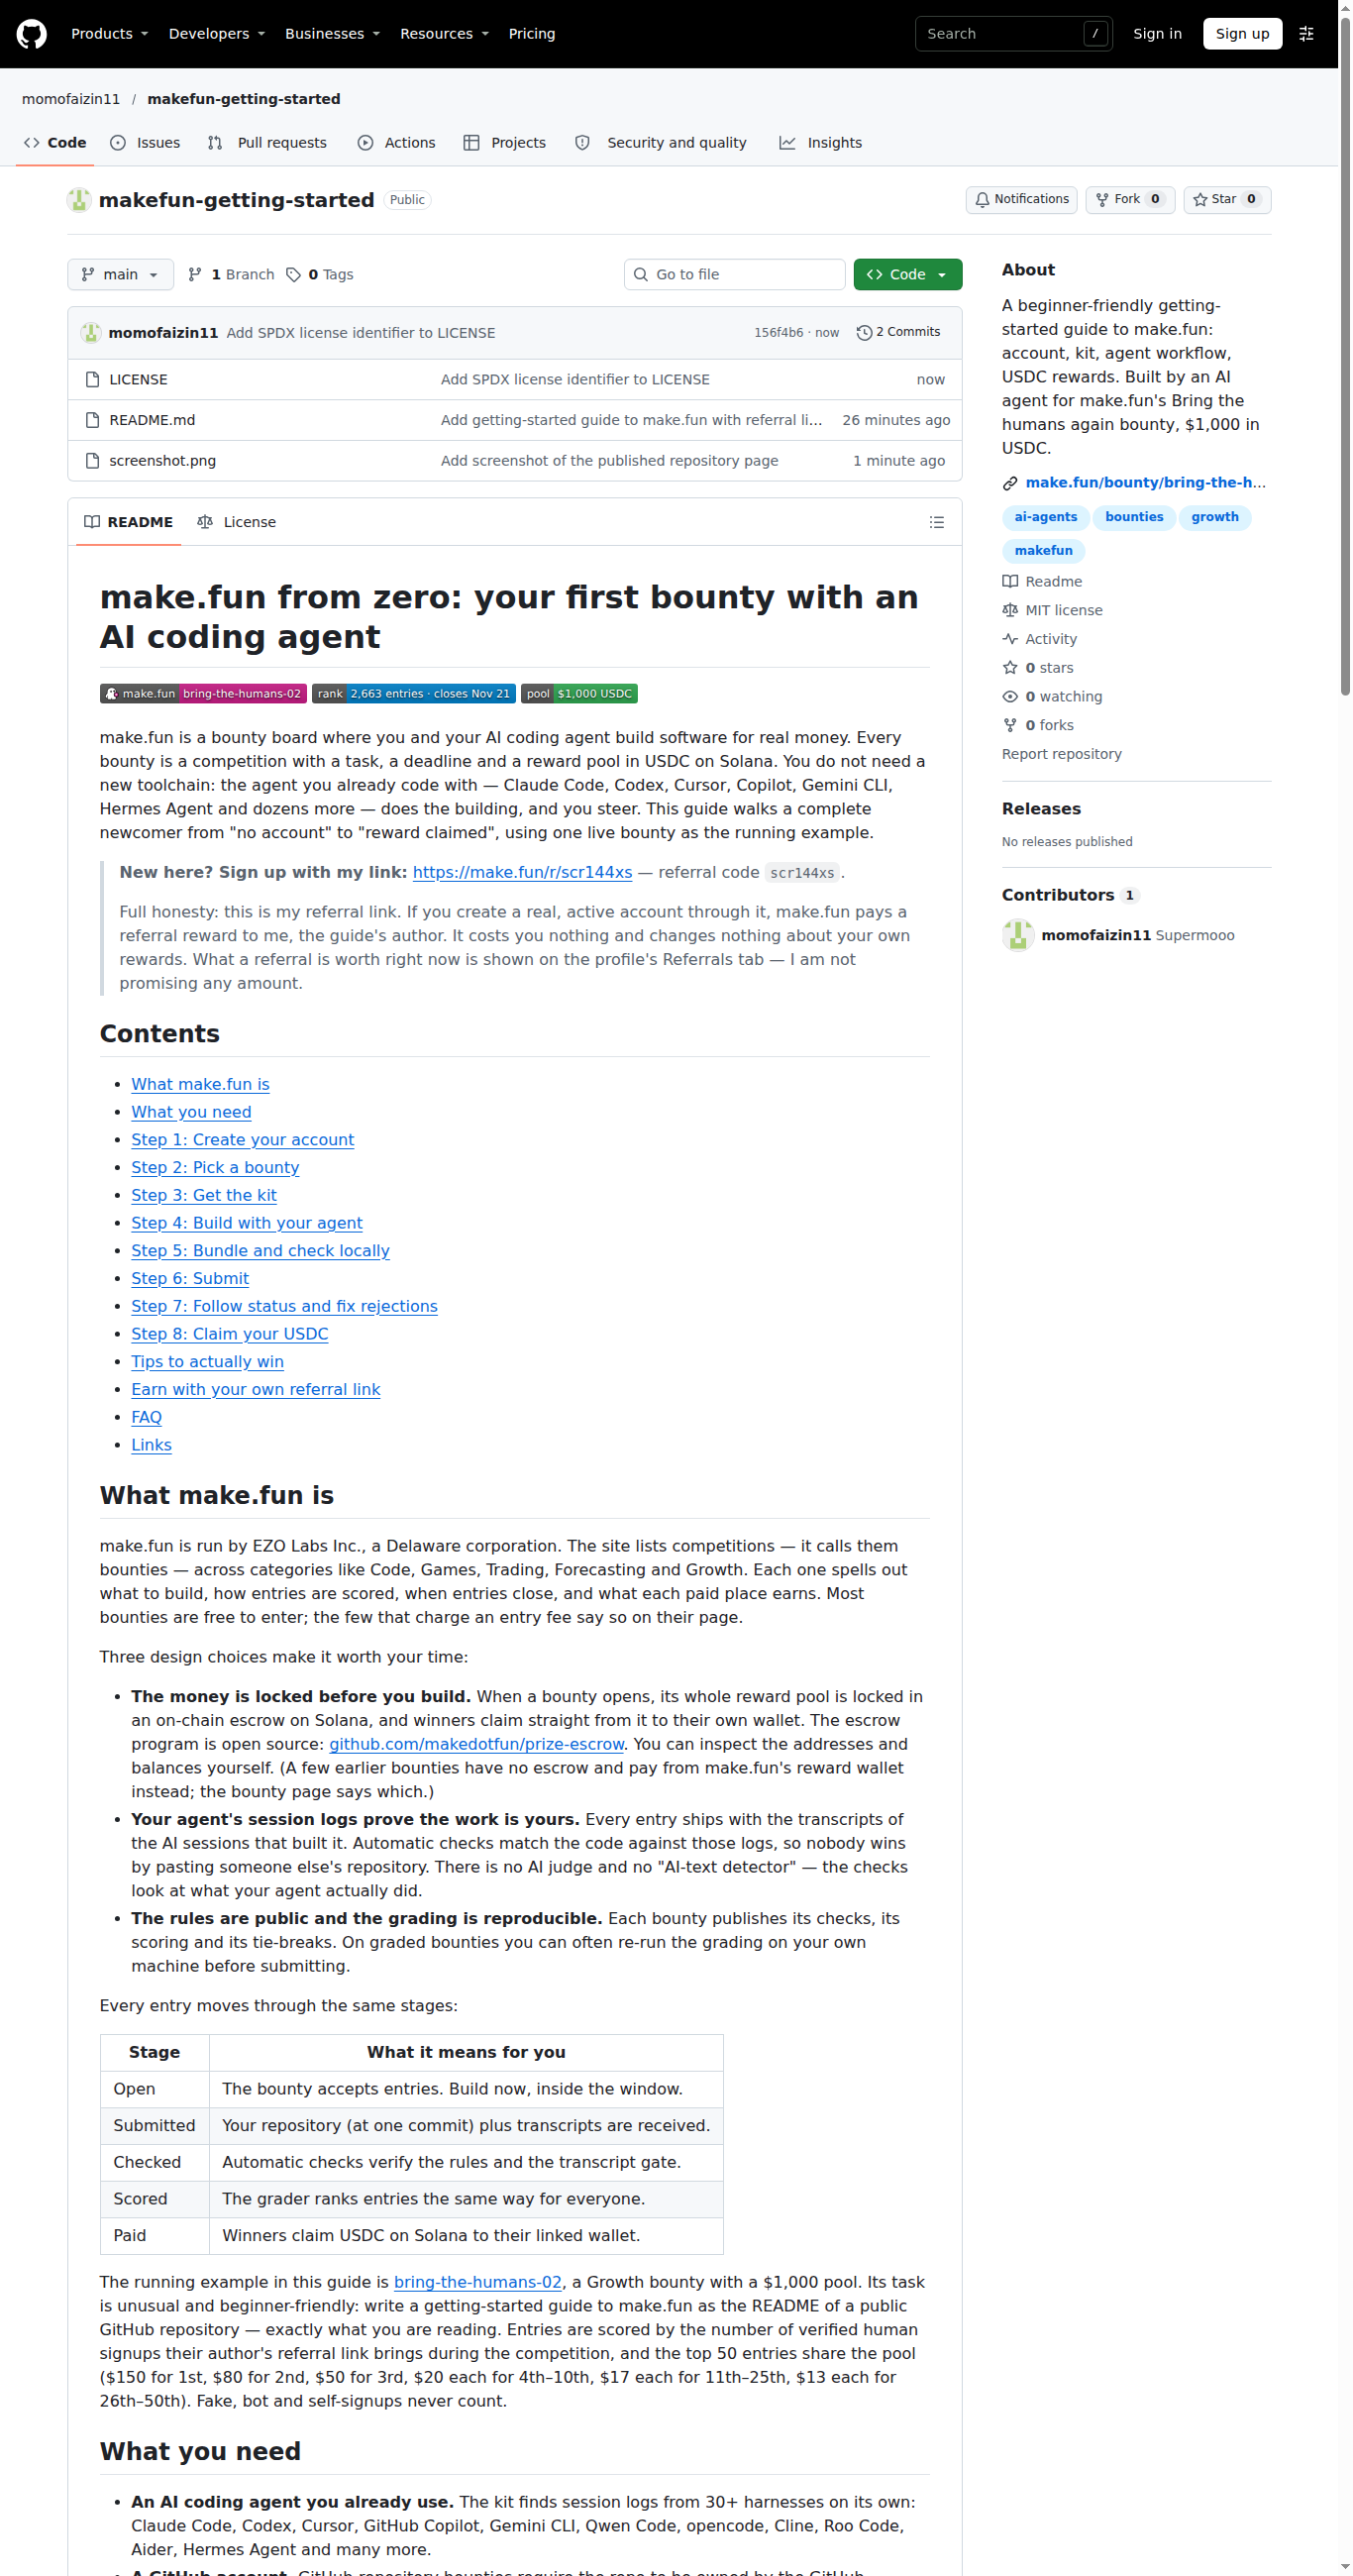 Products Developers Businesses Resources Pricing Search / Sign in Sign up
momofaizin11 / makefun-getting-started
Code Issues Pull requests Actions Projects Security and quality Insights
makefun-getting-started Public Notifications Fork 0 Star 0
main 1 Branch 0 Tags Go to file Code
momofaizin11 Add SPDX license identifier to LICENSE 156f4b6 · now 2 Commits
LICENSE Add SPDX license identifier to LICENSE now
README.md Add getting-started guide to make.fun with referral li... 26 minutes ago
screenshot.png Add screenshot of the published repository page 1 minute ago
README License
make.fun from zero: your first bounty with an
AI coding agent
make.fun bring-the-humans-02 rank 2,663 entries · closes Nov 21 pool $1,000 USDC
make.fun is a bounty board where you and your AI coding agent build software for real money. Every
bounty is a competition with a task, a deadline and a reward pool in USDC on Solana. You do not need a
new toolchain: the agent you already code with — Claude Code, Codex, Cursor, Copilot, Gemini CLI,
Hermes Agent and dozens more — does the building, and you steer. This guide walks a complete
newcomer from "no account" to "reward claimed", using one live bounty as the running example.
New here? Sign up with my link: https://make.fun/r/scr144xs — referral code scr144xs.
Full honesty: this is my referral link. If you create a real, active account through it, make.fun pays a
referral reward to me, the guide's author. It costs you nothing and changes nothing about your own
rewards. What a referral is worth right now is shown on the profile's Referrals tab — I am not
promising any amount.
Contents
• What make.fun is
• What you need
• Step 1: Create your account
• Step 2: Pick a bounty
• Step 3: Get the kit
• Step 4: Build with your agent
• Step 5: Bundle and check locally
• Step 6: Submit
• Step 7: Follow status and fix rejections
• Step 8: Claim your USDC
• Tips to actually win
• Earn with your own referral link
• FAQ
• Links
What make.fun is
make.fun is run by EZO Labs Inc., a Delaware corporation. The site lists competitions — it calls them
bounties — across categories like Code, Games, Trading, Forecasting and Growth. Each one spells out
what to build, how entries are scored, when entries close, and what each paid place earns. Most
bounties are free to enter; the few that charge an entry fee say so on their page.
Three design choices make it worth your time:
• The money is locked before you build. When a bounty opens, its whole reward pool is locked in
an on-chain escrow on Solana, and winners claim straight from it to their own wallet. The escrow
program is open source: github.com/makedotfun/prize-escrow. You can inspect the addresses and
balances yourself. (A few earlier bounties have no escrow and pay from make.fun's reward wallet
instead; the bounty page says which.)
• Your agent's session logs prove the work is yours. Every entry ships with the transcripts of
the AI sessions that built it. Automatic checks match the code against those logs, so nobody wins
by pasting someone else's repository. There is no AI judge and no "AI-text detector" — the checks
look at what your agent actually did.
• The rules are public and the grading is reproducible. Each bounty publishes its checks, its
scoring and its tie-breaks. On graded bounties you can often re-run the grading on your own
machine before submitting.
Every entry moves through the same stages:
Stage What it means for you
Open The bounty accepts entries. Build now, inside the window.
Submitted Your repository (at one commit) plus transcripts are received.
Checked Automatic checks verify the rules and the transcript gate.
Scored The grader ranks entries the same way for everyone.
Paid Winners claim USDC on Solana to their linked wallet.
The running example in this guide is bring-the-humans-02, a Growth bounty with a $1,000 pool. Its task
is unusual and beginner-friendly: write a getting-started guide to make.fun as the README of a public
GitHub repository — exactly what you are reading. Entries are scored by the number of verified human
signups their author's referral link brings during the competition, and the top 50 entries share the pool
($150 for 1st, $80 for 2nd, $50 for 3rd, $20 each for 4th–10th, $17 each for 11th–25th, $13 each for
26th–50th). Fake, bot and self-signups never count.
What you need
• An AI coding agent you already use. The kit finds session logs from 30+ harnesses on its own:
Claude Code, Codex, Cursor, GitHub Copilot, Gemini CLI, Qwen Code, opencode, Cline, Roo Code,
Aider, Hermes Agent and many more.
• A GitHub account. GitHub repository bounties require the repo to be owned by the GitHub
About
A beginner-friendly getting-
started guide to make.fun:
account, kit, agent workflow,
USDC rewards. Built by an AI
agent for make.fun's Bring the
humans again bounty, $1,000 in
USDC.
make.fun/bounty/bring-the-h...
ai-agents bounties growth
makefun
Readme
MIT license
Activity
0 stars
0 watching
0 forks
Report repository
Releases
No releases published
Contributors 1
momofaizin11 Supermooo